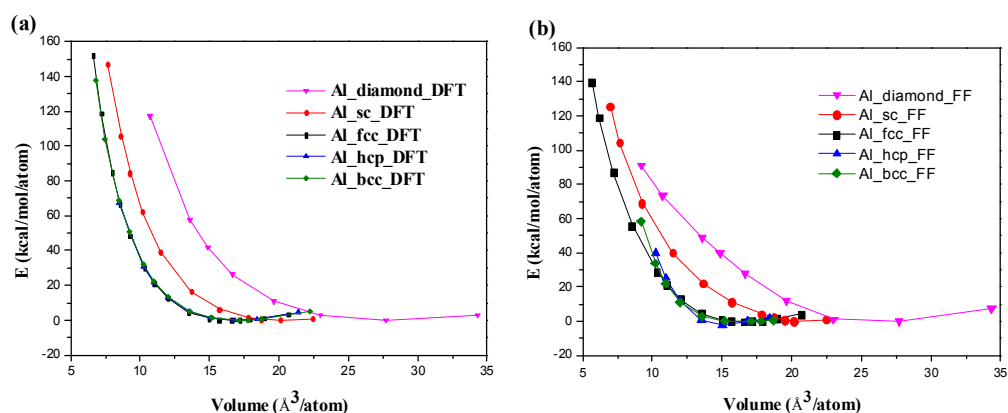 (a)
E (kcal/mol/atom)
160
140
120
100
80
60
40
20
0
-20
Al_diamond_DFT
Al_sc_DFT
Al_fcc_DFT
Al_hcp_DFT
Al_bcc_DFT
5 10 15 20 25 30 35
Volume (Å³/atom)
(b)
E (kcal/mol/atom)
160
140
120
100
80
60
40
20
0
-20
Al_diamond_FF
Al_sc_FF
Al_fcc_FF
Al_hcp_FF
Al_bcc_FF
5 10 15 20 25 30 35
Volume (Å³/atom)